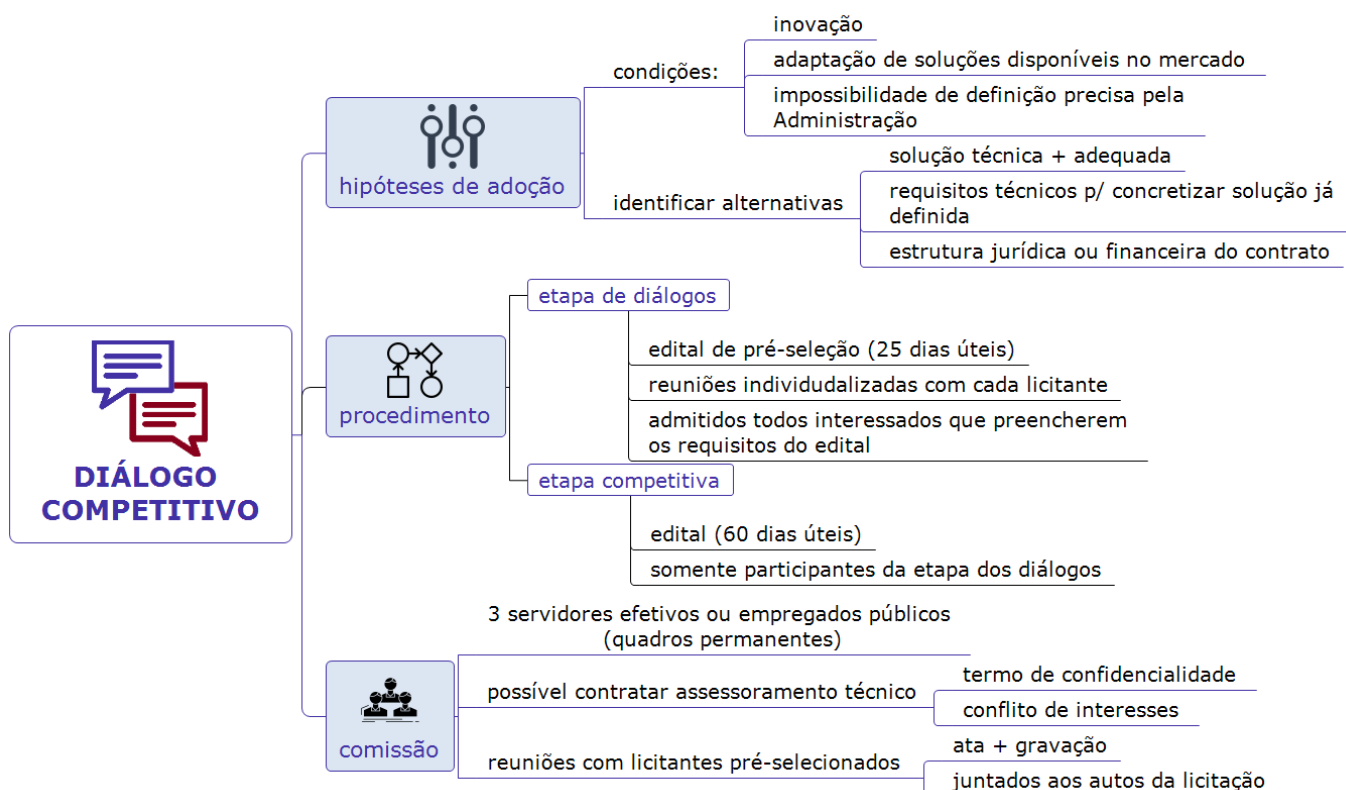 DIÁLOGO
COMPETITIVO
hipóteses de adoção
condições:
inovação
adaptação de soluções disponíveis no mercado
impossibilidade de definição precisa pela
Administração
identificar alternativas
solução técnica + adequada
requisitos técnicos p/ concretizar solução já
definida
estrutura jurídica ou financeira do contrato
procedimento
etapa de diálogos
edital de pré-seleção (25 dias úteis)
reuniões individudalizadas com cada licitante
admitidos todos interessados que preencherem
os requisitos do edital
etapa competitiva
edital (60 dias úteis)
somente participantes da etapa dos diálogos
comissão
3 servidores efetivos ou empregados públicos
(quadros permanentes)
possível contratar assessoramento técnico
termo de confidencialidade
conflito de interesses
reuniões com licitantes pré-selecionados
ata + gravação
juntados aos autos da licitação